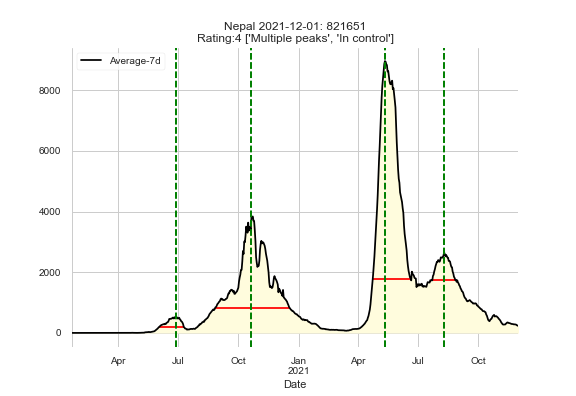 Nepal 2021-12-01: 821651
Rating:4 ['Multiple peaks', 'In control']
Average-7d
8000
6000
4000
2000
0
Apr Jul Oct Jan Apr Jul Oct
2021
Date